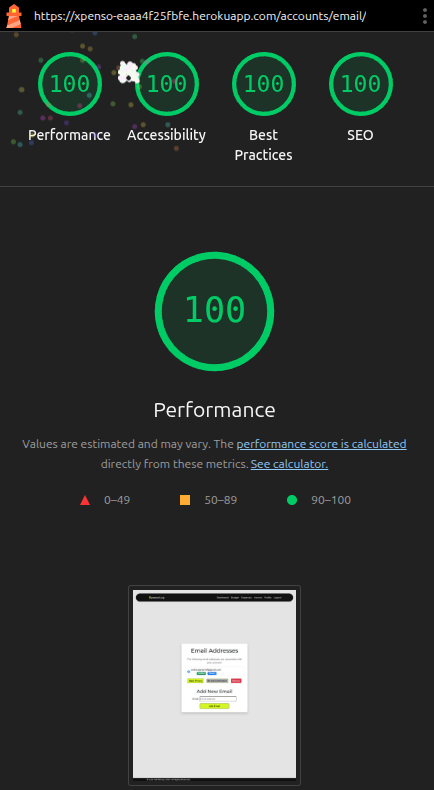 https://xpenso-eaaa4f25fbfe.herokuapp.com/accounts/email/
100 100 100 100
Performance Accessibility Best Practices SEO
100
Performance
Values are estimated and may vary. The performance score is calculated
directly from these metrics. See calculator.
0–49 50–89 90–100
Email Addresses
Add New Email